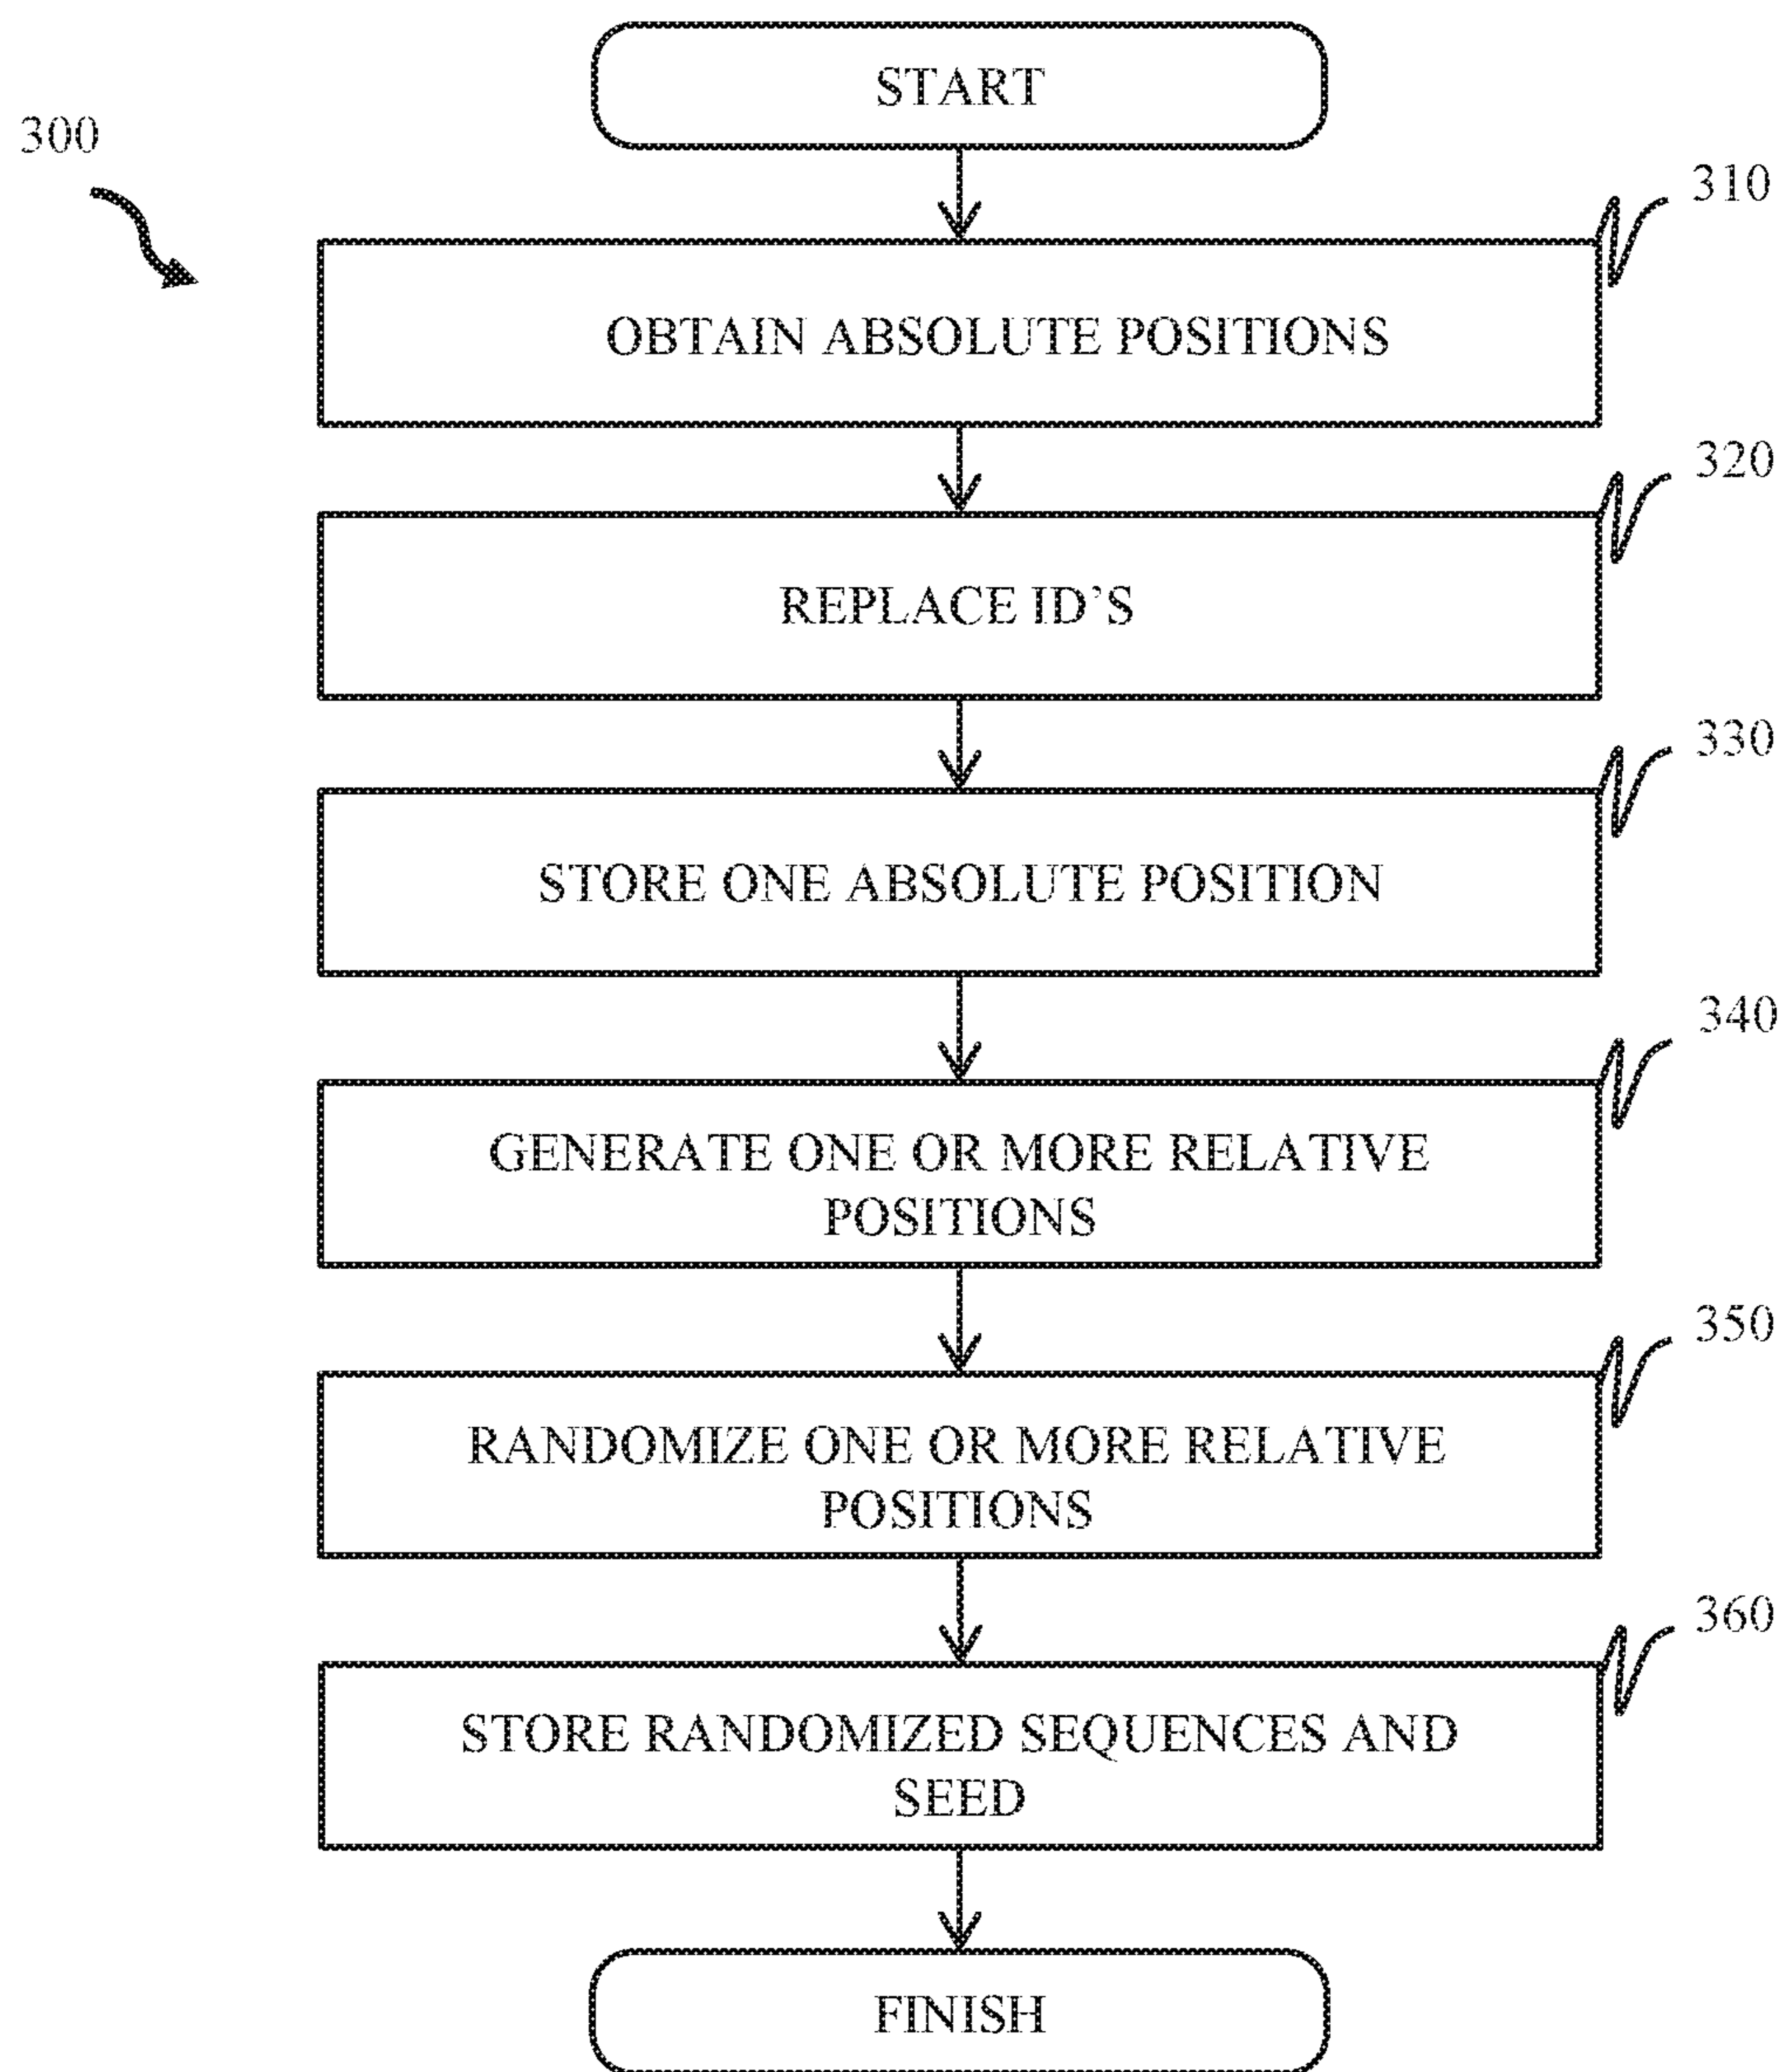 START
300
310
OBTAIN ABSOLUTE POSITIONS
320
REPLACE ID’S
330
STORE ONE ABSOLUTE POSITION
340
GENERATE ONE OR MORE RELATIVE
POSITIONS
350
RANDOMIZE ONE OR MORE RELATIVE
POSITIONS
360
STORE RANDOMIZED SEQUENCES AND
SEED
FINISH